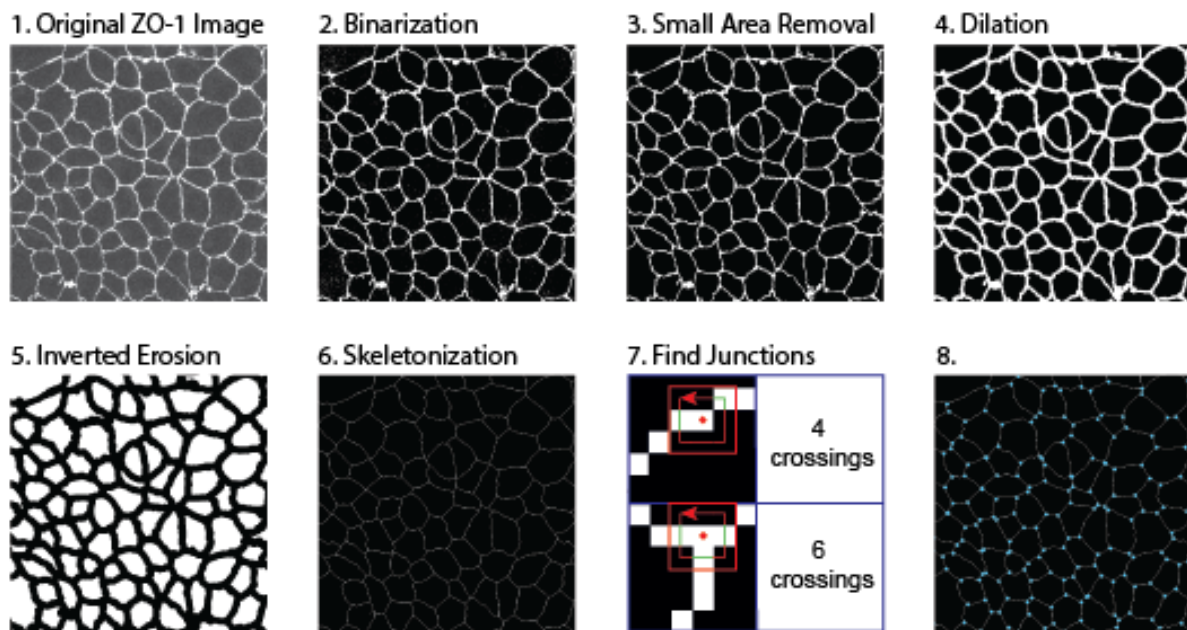 1. Original ZO-1 Image
2. Binarization
3. Small Area Removal
4. Dilation
5. Inverted Erosion
6. Skeletonization
7. Find Junctions
8.
4
crossings
6
crossings